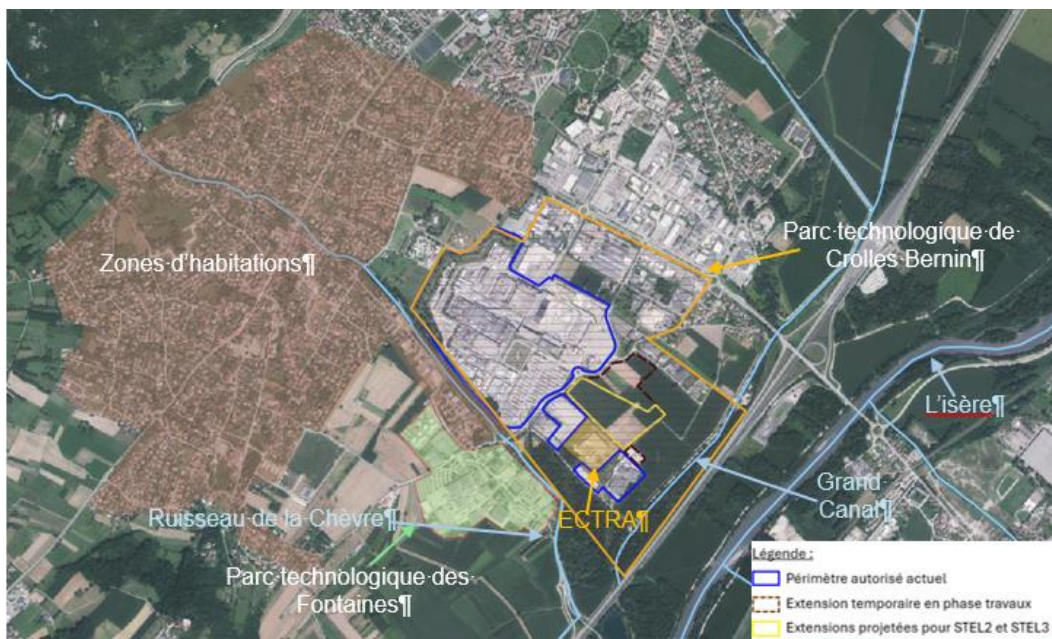 Zones·d'habitations¶
Parc·technologique·de·
Crolles·Bernin¶
L'isère¶
Grand·
Canal¶
Ruisseau·de·la·Chèvre¶
ECTRA¶
Parc·technologique·des·
Fontaines¶
Légende :
Périmètre autorisé actuel
Extension temporaire en phase travaux
Extensions projetées pour STEL2 et STEL3